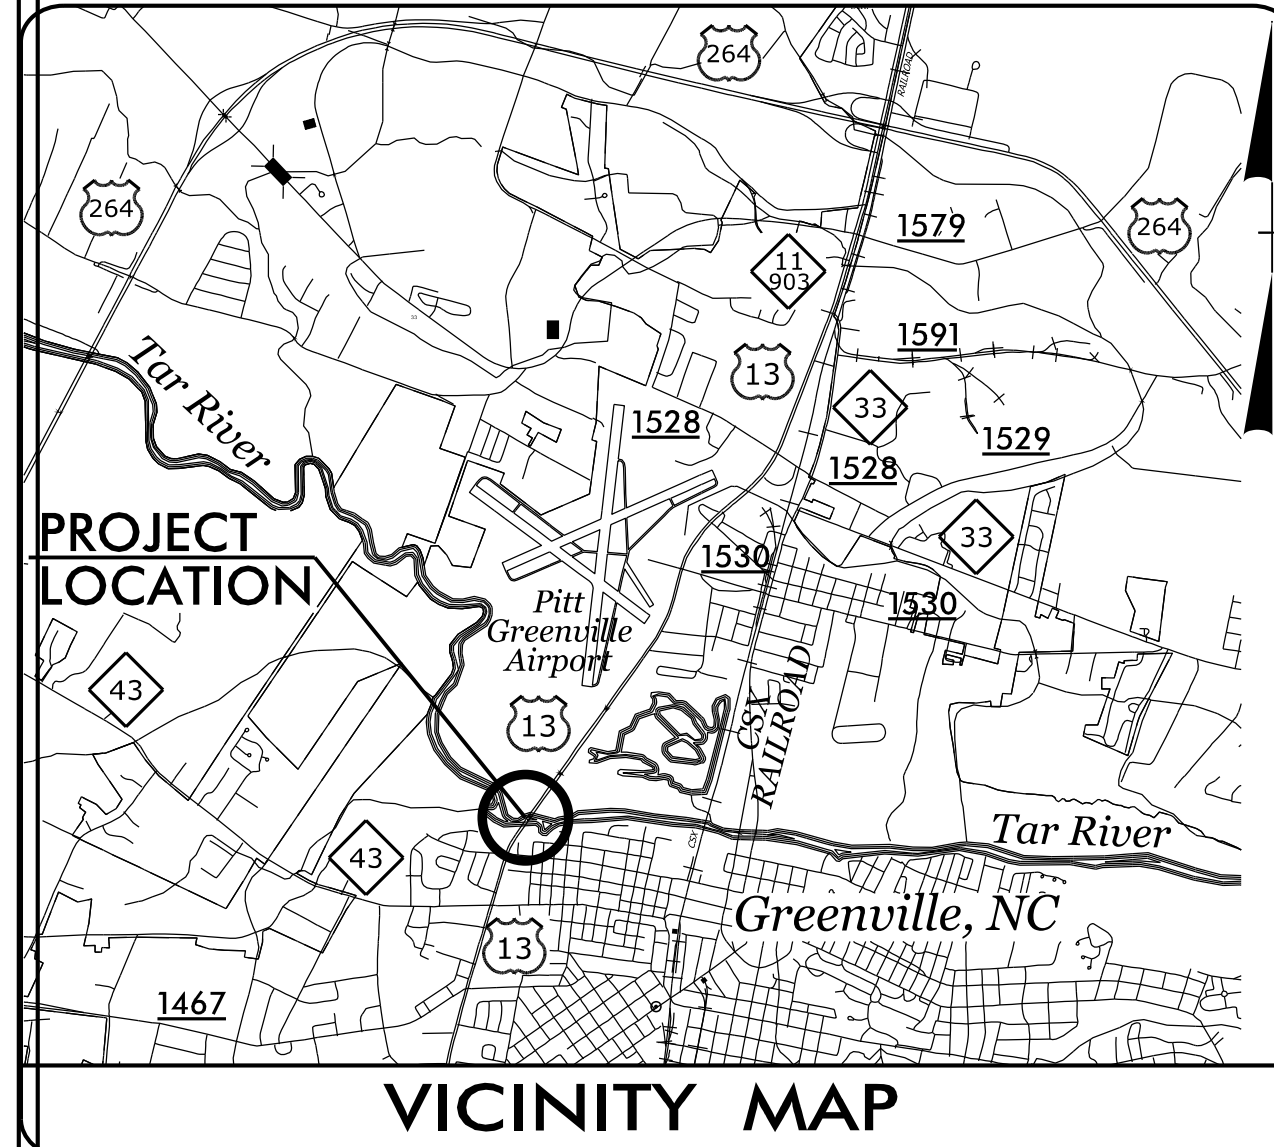 264
RAILROAD
264
1579
264
11
903
33
1591
Tar River
13
33
1528
1529
1528
PROJECT
LOCATION
33
1530
Pitt
Greenville
Airport
1530
43
13
CSX
RAILROAD
Tar River
CSX
43
Greenville, NC
13
1467
VICINITY MAP